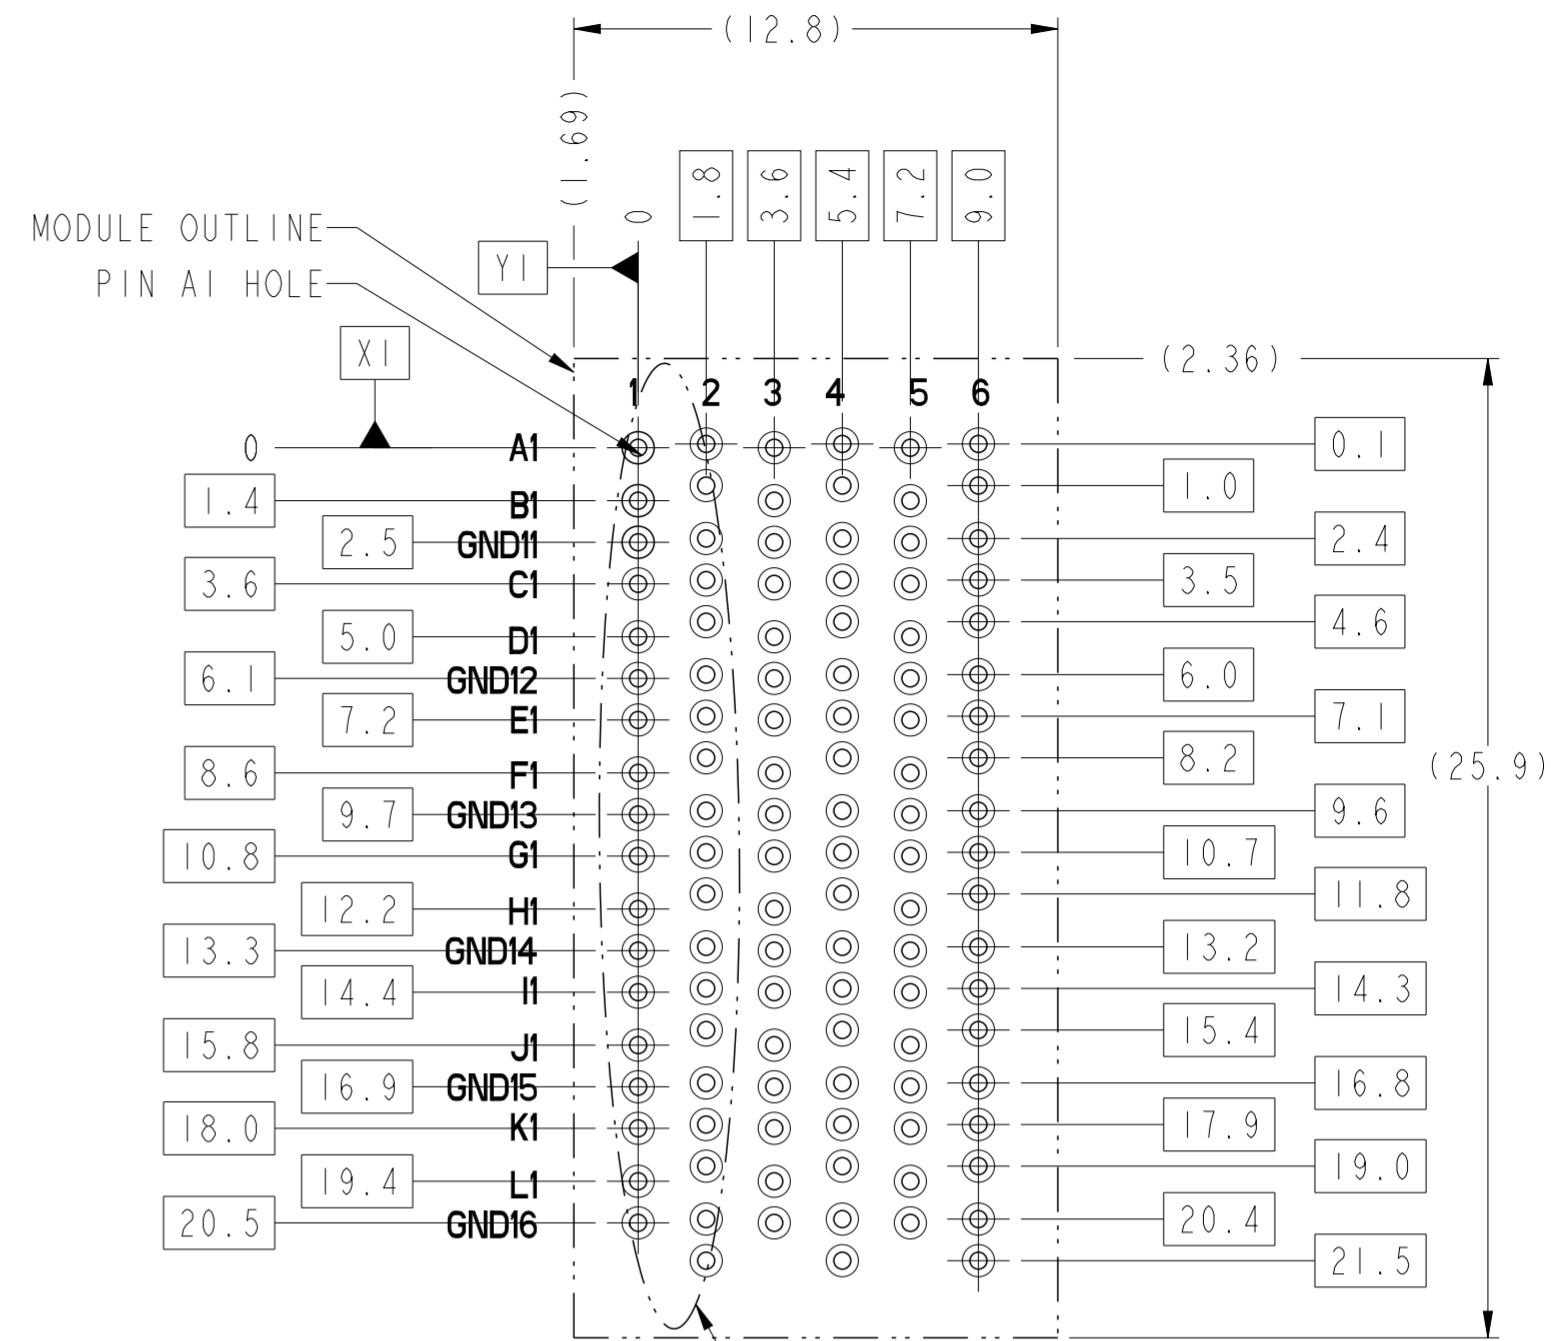 (12.8)
(1.69)
0
1.8
3.6
5.4
7.2
9.0
MODULE OUTLINE
Y1
PIN A1 HOLE
X1
(2.36)
1 2 3 4 5 6
0 A1 0.1
1.0
1.4 B1
2.5 GND11 2.4
3.6 C1 3.5
4.6
5.0 D1
6.1 GND12 6.0
7.2 E1 7.1
8.2
(25.9)
8.6 F1
9.7 GND13 9.6
10.8 G1 10.7
11.8
12.2 H1
13.3 GND14 13.2
14.4 I1 14.3
15.4
15.8 J1
16.9 GND15 16.8
18.0 K1 17.9
19.0
19.4 L1
20.5 GND16 20.4
21.5